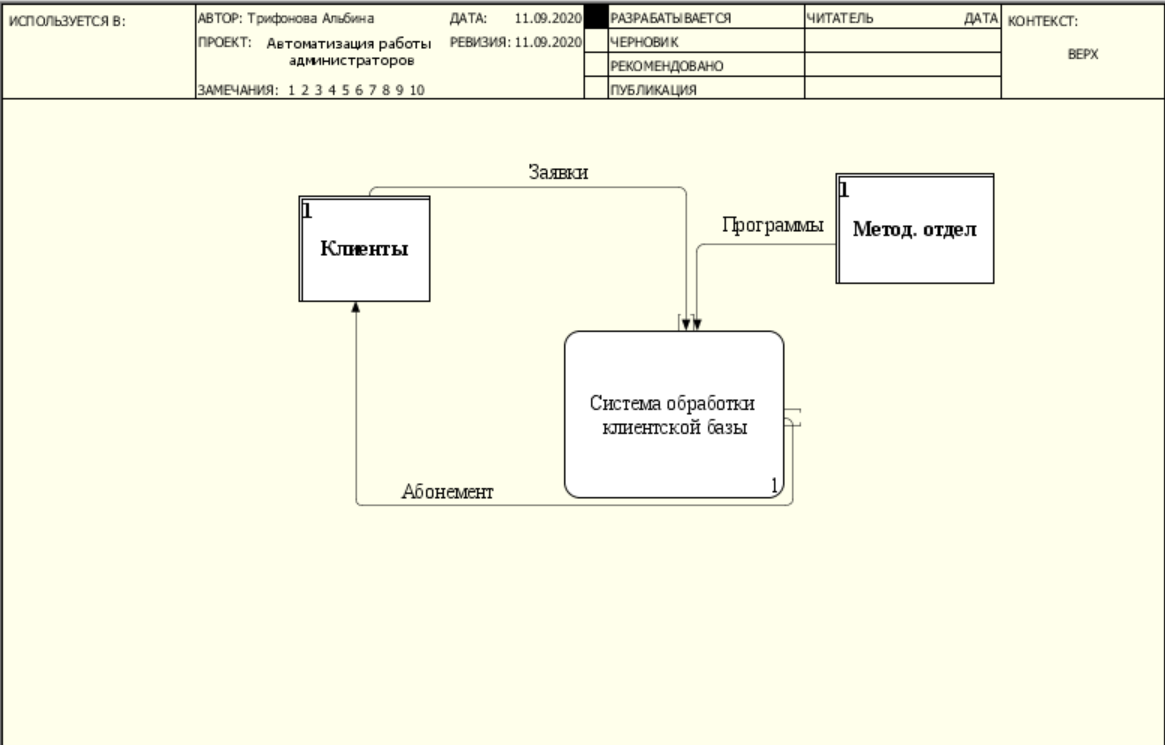 ИСПОЛЬЗУЕТСЯ В:
АВТОР: Трифонова Альбина
ДАТА: 11.09.2020
ПРОЕКТ: Автоматизация работы
администраторов
РЕВИЗИЯ: 11.09.2020
ЗАМЕЧАНИЯ: 1 2 3 4 5 6 7 8 9 10
РАЗРАБАТЫВАЕТСЯ
ЧЕРНОВИК
РЕКОМЕНДОВАНО
ПУБЛИКАЦИЯ
ЧИТАТЕЛЬ ДАТА
КОНТЕКСТ:
ВЕРХ
Заявки
1
Клиенты
Программы
1
Метод. отдел
Система обработки
клиентской базы
1
Абонемент